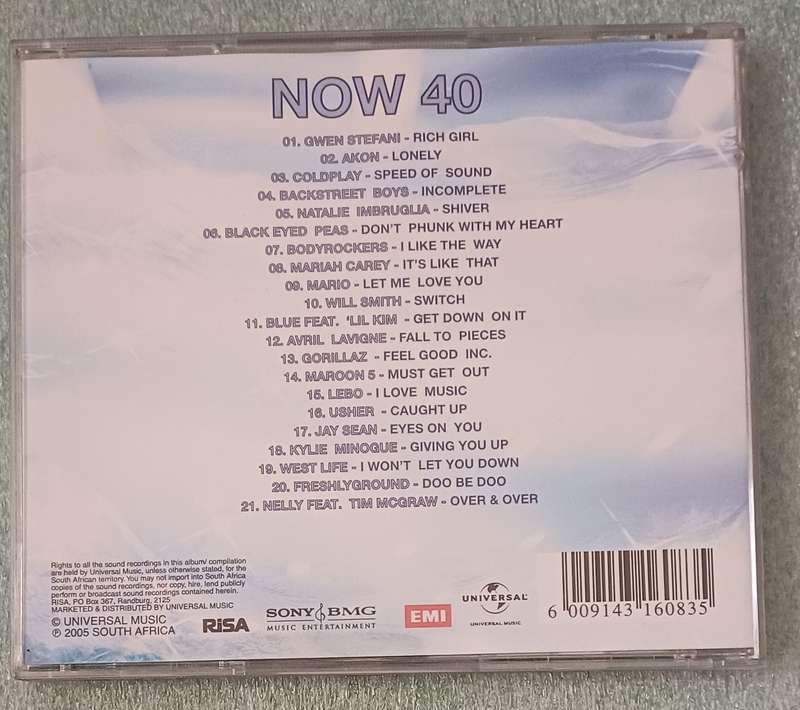 NOW 40
01. GWEN STEFANI - RICH GIRL
02. AKON - LONELY
03. COLDPLAY - SPEED OF SOUND
04. BACKSTREET BOYS - INCOMPLETE
05. NATALIE IMBRUGLIA - SHIVER
06. BLACK EYED PEAS - DON'T PHUNK WITH MY HEART
07. BODYROCKERS - I LIKE THE WAY
08. MARIAH CAREY - IT'S LIKE THAT
09. MARIO - LET ME LOVE YOU
10. WILL SMITH - SWITCH
11. BLUE FEAT. 'LIL KIM - GET DOWN ON IT
12. AVRIL LAVIGNE - FALL TO PIECES
13. GORILLAZ - FEEL GOOD INC.
14. MAROON 5 - MUST GET OUT
15. LEBO - I LOVE MUSIC
16. USHER - CAUGHT UP
17. JAY SEAN - EYES ON YOU
18. KYLIE MINOGUE - GIVING YOU UP
19. WEST LIFE - I WON'T LET YOU DOWN
20. FRESHLYGROUND - DOO BE DOO
21. NELLY FEAT. TIM MCGRAW - OVER & OVER
Rights to all the sound recordings in this album/ compilation
are held by Universal Music, unless otherwise stated, for the
South African territory. You may not import into South Africa
copies of the sound recordings, nor copy, hire, lend publicly
perform or broadcast sound recordings contained herein.
RISA, PO Box 367, Randburg, 2125
MARKETED & DISTRIBUTED BY UNIVERSAL MUSIC
© UNIVERSAL MUSIC
℗ 2005 SOUTH AFRICA
RiSA
SONY BMG
MUSIC ENTERTAINMENT
EMI
UNIVERSAL
UNIVERSAL MUSIC
6 009143 160835